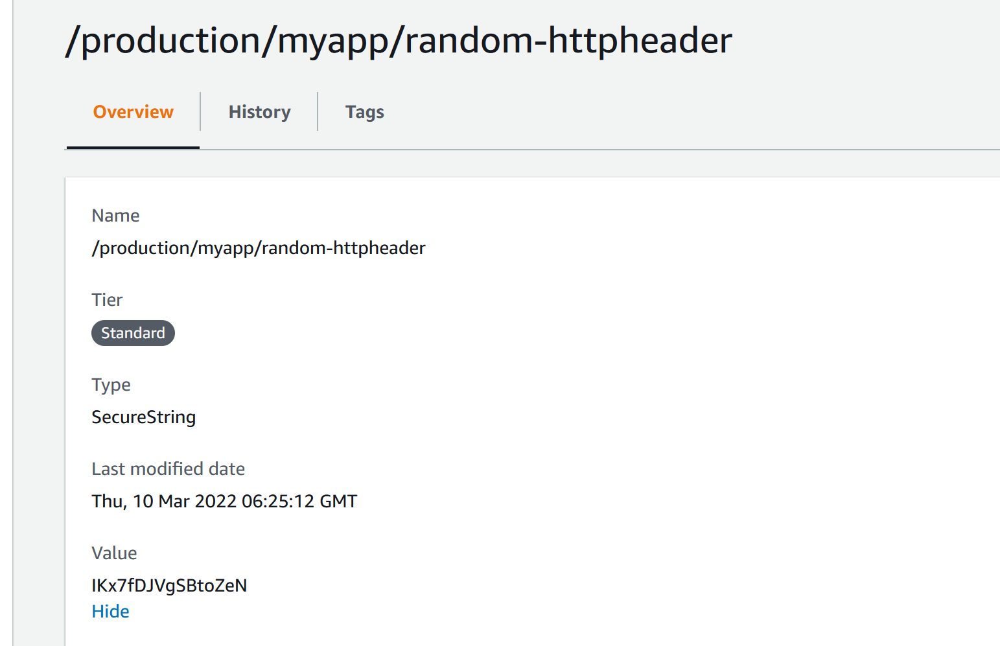 /production/myapp/random-httpheader
Overview
History
Tags
Name
/production/myapp/random-httpheader
Tier
Standard
Type
SecureString
Last modified date
Thu, 10 Mar 2022 06:25:12 GMT
Value
IKx7fDJVgSBtoZeN
Hide